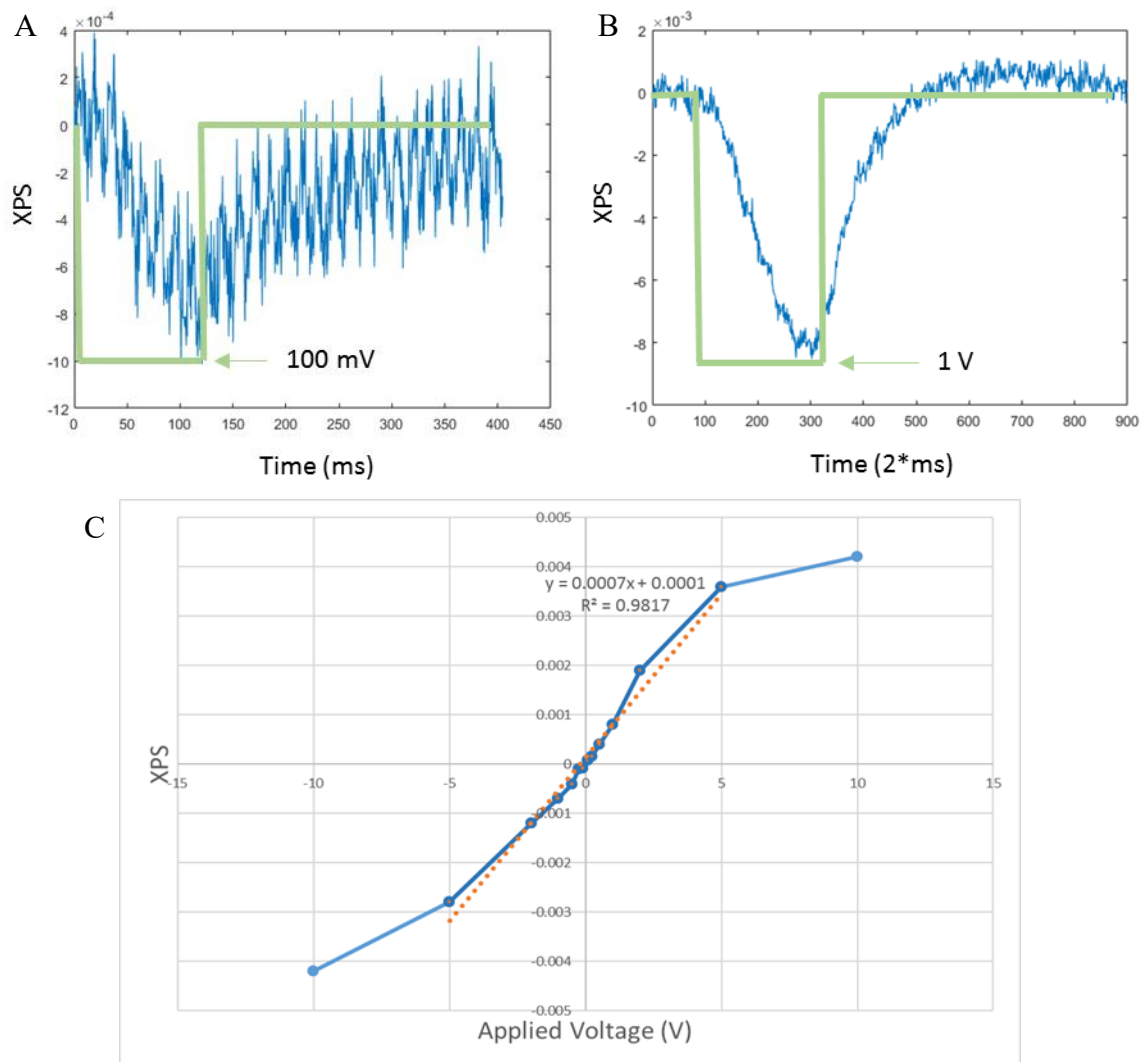 A
×10-4
4
2
0
-2
-4
-6
-8
-10
-12
XPS
100 mV
0 50 100 150 200 250 300 350 400 450
Time (ms)
B
×10-3
2
0
-2
-4
-6
-8
-10
XPS
1 V
0 100 200 300 400 500 600 700 800 900
Time (2*ms)
C
0.005
0.004
0.003
0.002
0.001
0
-0.001
-0.002
-0.003
-0.004
-0.005
y = 0.0007x + 0.0001
R² = 0.9817
XPS
-15 -10 -5 0 5 10 15
Applied Voltage (V)